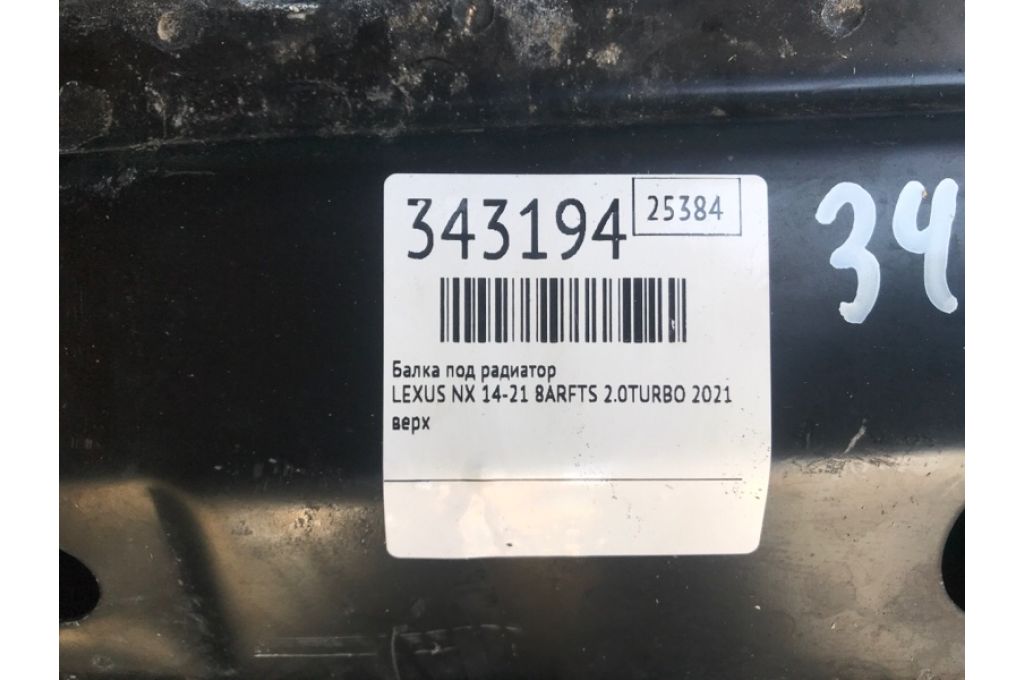 343194
25384
34
Балка под радиатор
LEXUS NX 14-21 8ARFTS 2.0TURBO 2021
верх